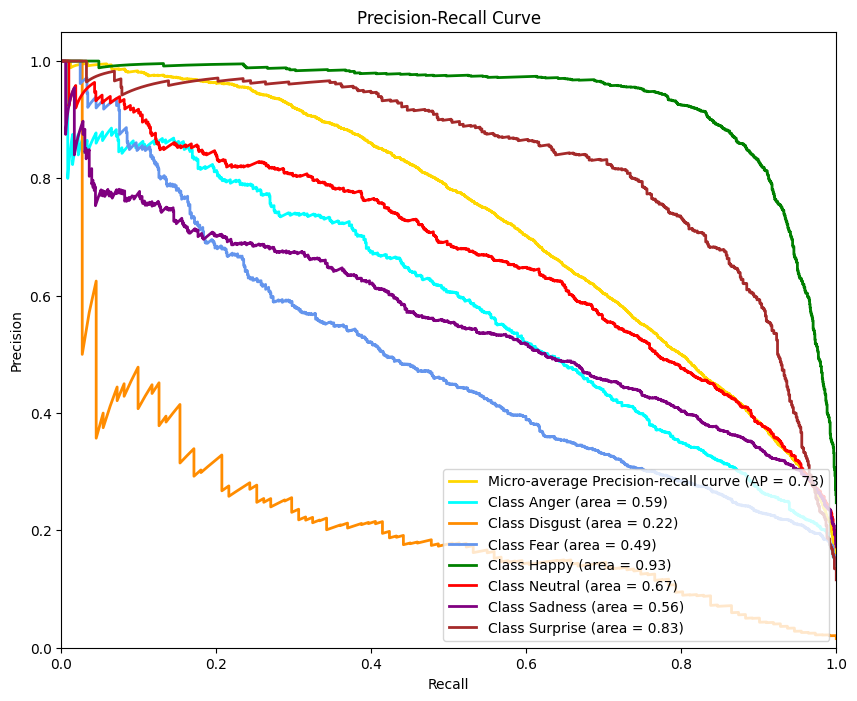 Precision-Recall Curve
1.0
0.8
0.6
0.4
0.2
0.0
Precision
0.0 0.2 0.4 0.6 0.8 1.0
Recall
Micro-average Precision-recall curve (AP = 0.73)
Class Anger (area = 0.59)
Class Disgust (area = 0.22)
Class Fear (area = 0.49)
Class Happy (area = 0.93)
Class Neutral (area = 0.67)
Class Sadness (area = 0.56)
Class Surprise (area = 0.83)